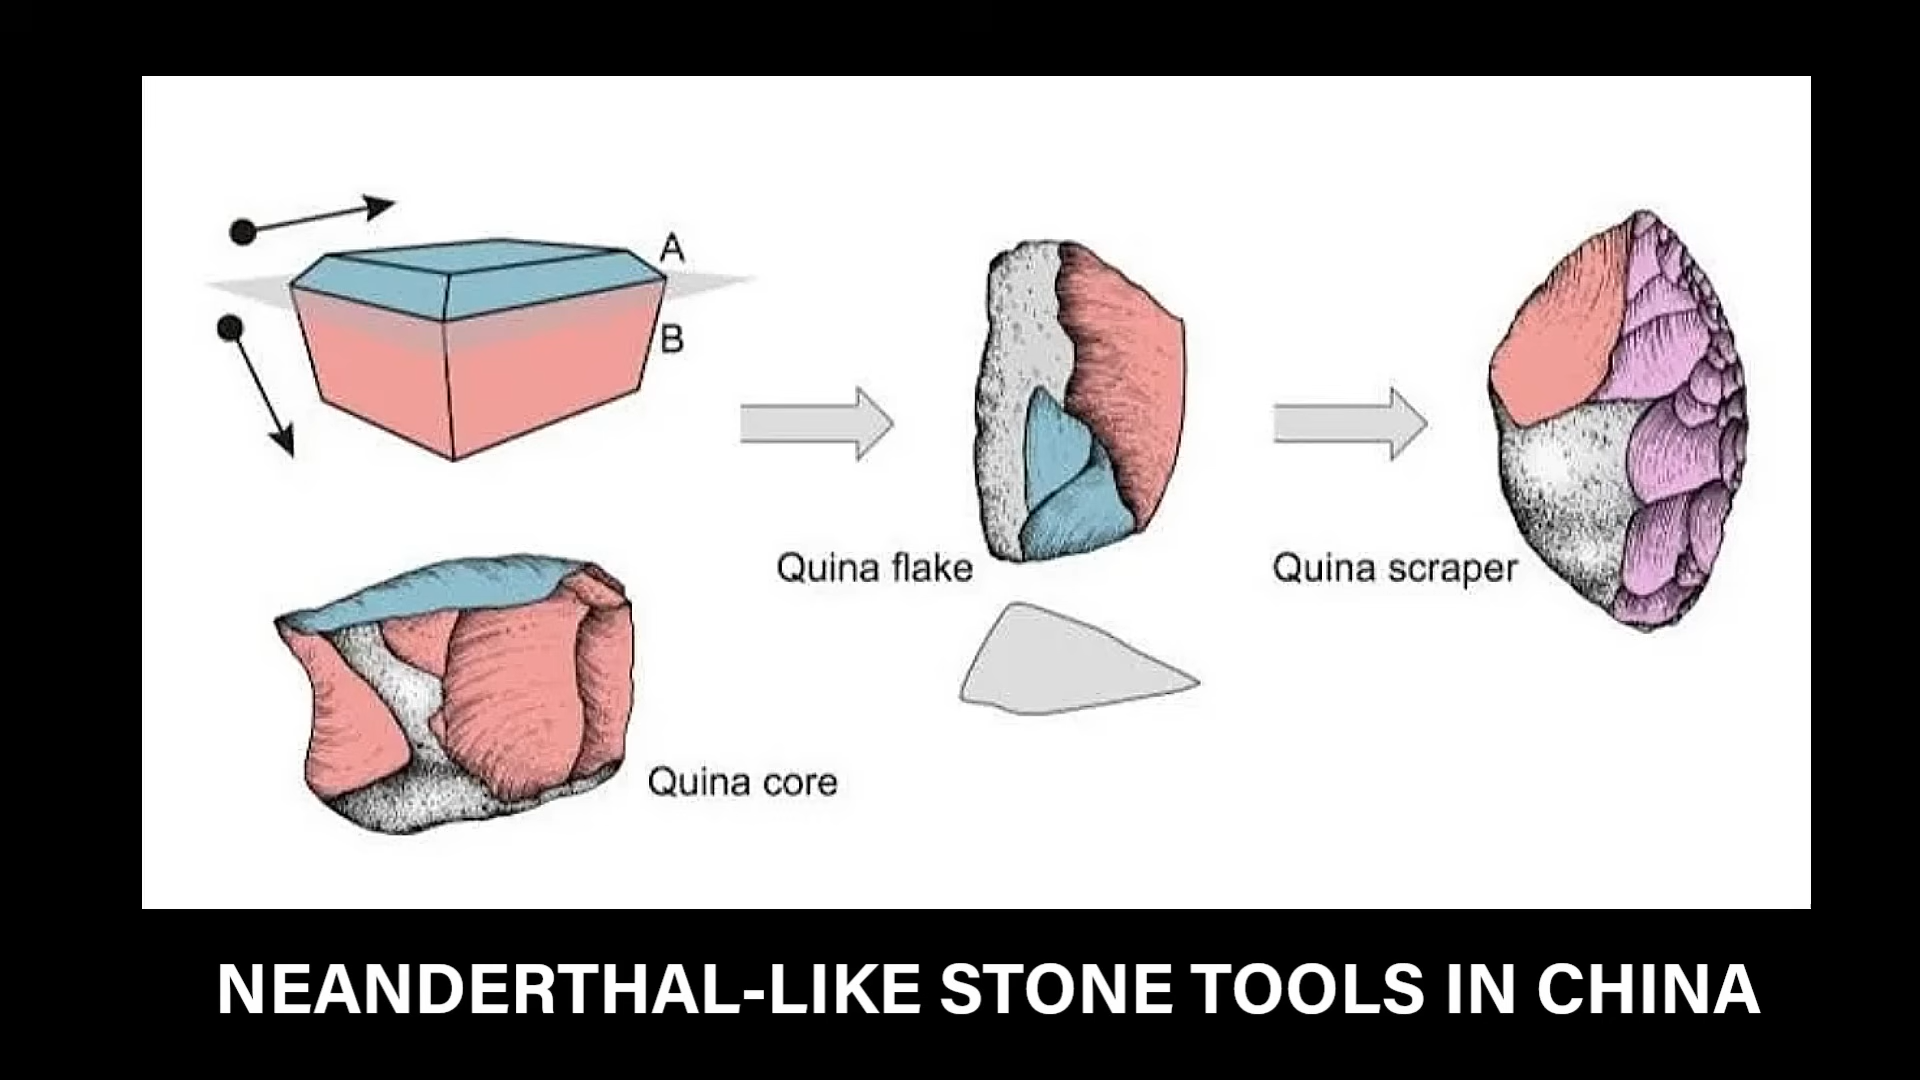 A
B
Quina flake
Quina scraper
Quina core
NEANDERTHAL-LIKE STONE TOOLS IN CHINA